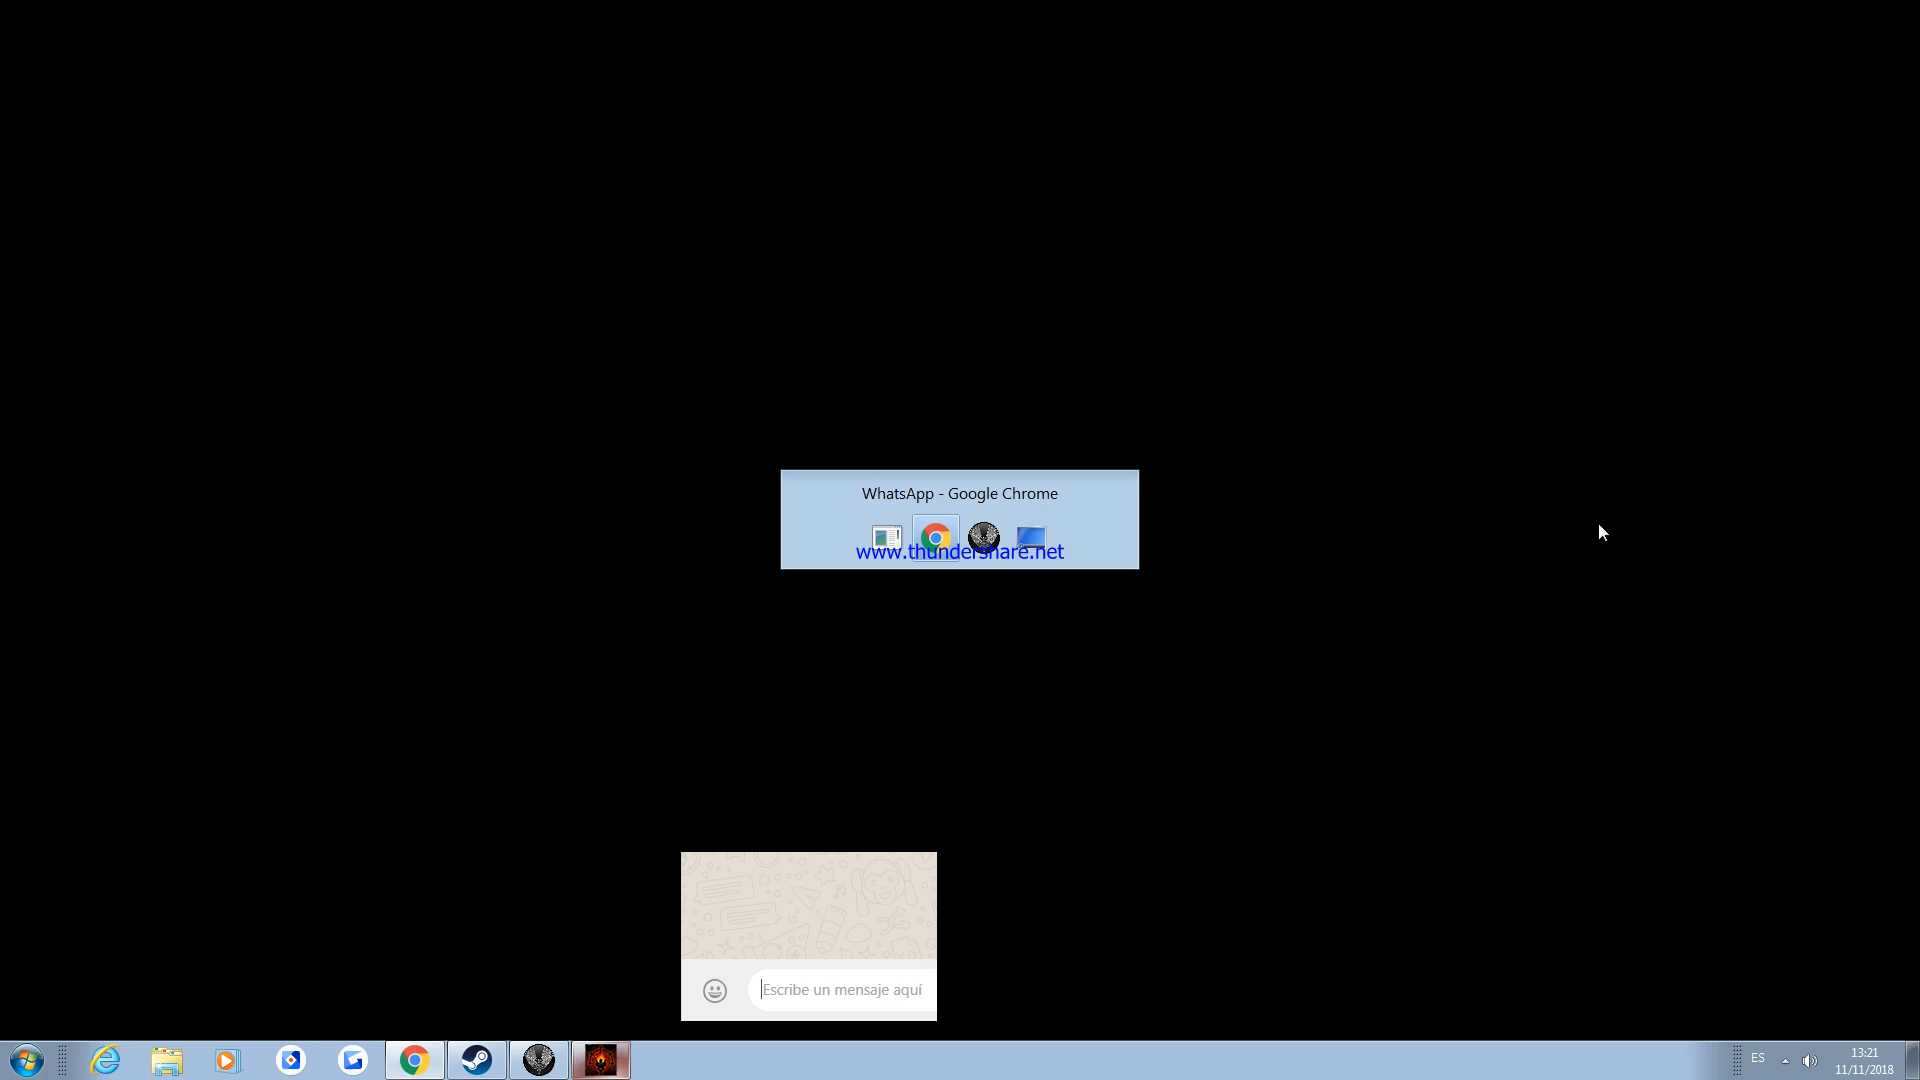 WhatsApp - Google Chrome
www.thundershare.net
Escribe un mensaje aquí
ES
13:21
11/11/2018